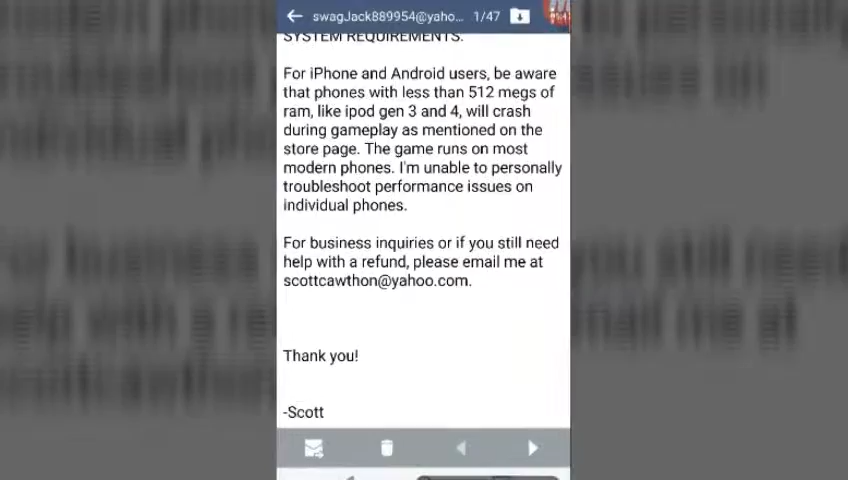 swagJack889954@yaho... 1/47
SYSTEM REQUIREMENTS:
For iPhone and Android users, be aware
that phones with less than 512 megs of
ram, like ipod gen 3 and 4, will crash
during gameplay as mentioned on the
store page. The game runs on most
modern phones. I'm unable to personally
troubleshoot performance issues on
individual phones.
For business inquiries or if you still need
help with a refund, please email me at
scottcawthon@yahoo.com.
Thank you!
-Scott